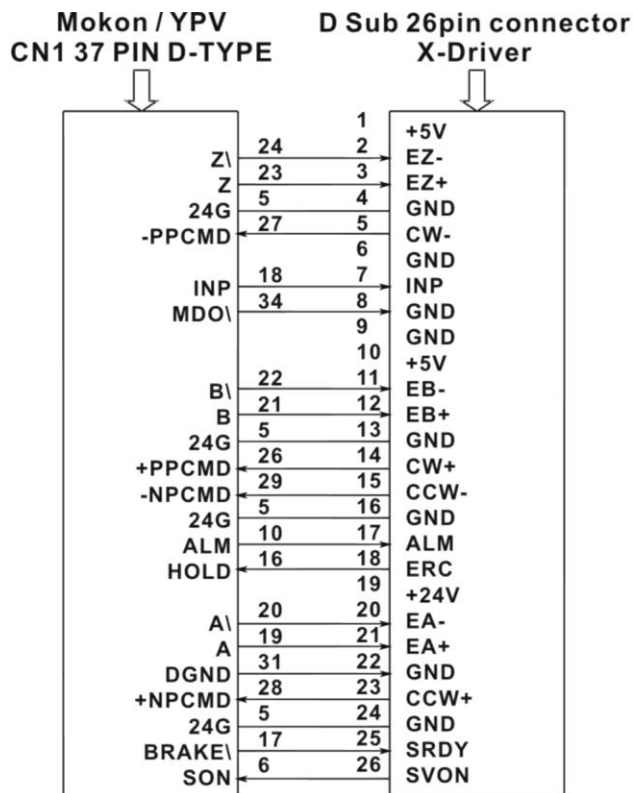 Mokon / YPV
CN1 37 PIN D-TYPE
D Sub 26pin connector
X-Driver
1 +5V
Z\ 24 2 EZ-
Z 23 3 EZ+
24G 5 4 GND
-PPCMD 27 5 CW-
6 GND
INP 18 7 INP
MDO\ 34 8 GND
9 GND
10 +5V
B\ 22 11 EB-
B 21 12 EB+
24G 5 13 GND
+PPCMD 26 14 CW+
-NPCMD 29 15 CCW-
24G 5 16 GND
ALM 10 17 ALM
HOLD 16 18 ERC
19 +24V
A\ 20 20 EA-
A 19 21 EA+
DGND 31 22 GND
+NPCMD 28 23 CCW+
24G 5 24 GND
BRAKE\ 17 25 SRDY
SON 6 26 SVON